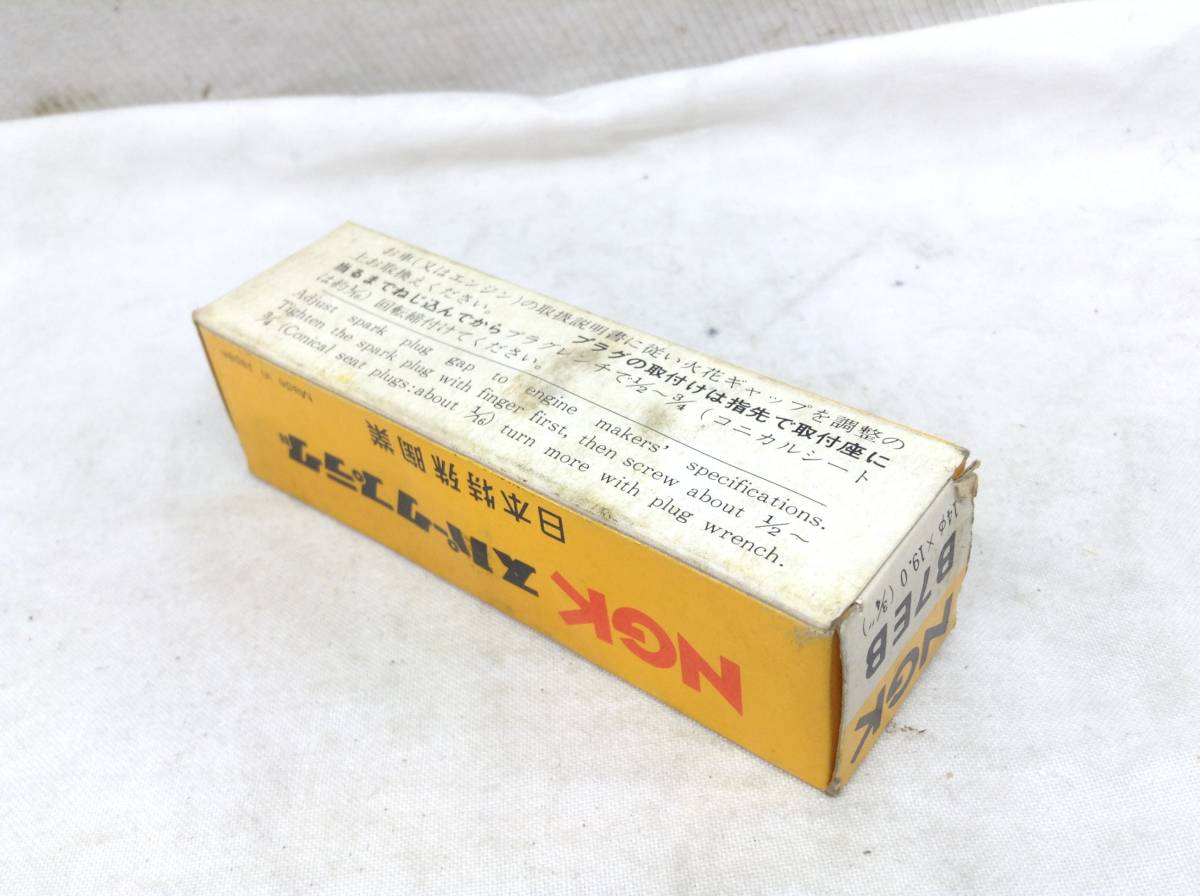 お車(又はエンジン)の取扱説明書に従い火花ギャップを調整の
上お取換えください。 プラグの取付けは指先で取付座に
当るまでねじ込んでから プラグレンチで1/2~3/4 (コニカルシート
は約1/16) 回転締付けてください。
Adjust spark plug gap to engine makers' specifications.
Tighten the spark plug with finger first, then screw about 1/2~
3/4 (Conical seat plugs: about 1/16) turn more with plug wrench.
NGK スパークプラグ
日本特殊陶業
Made in Japan
NGK
B7EB
14φ×19.0 (3/4")